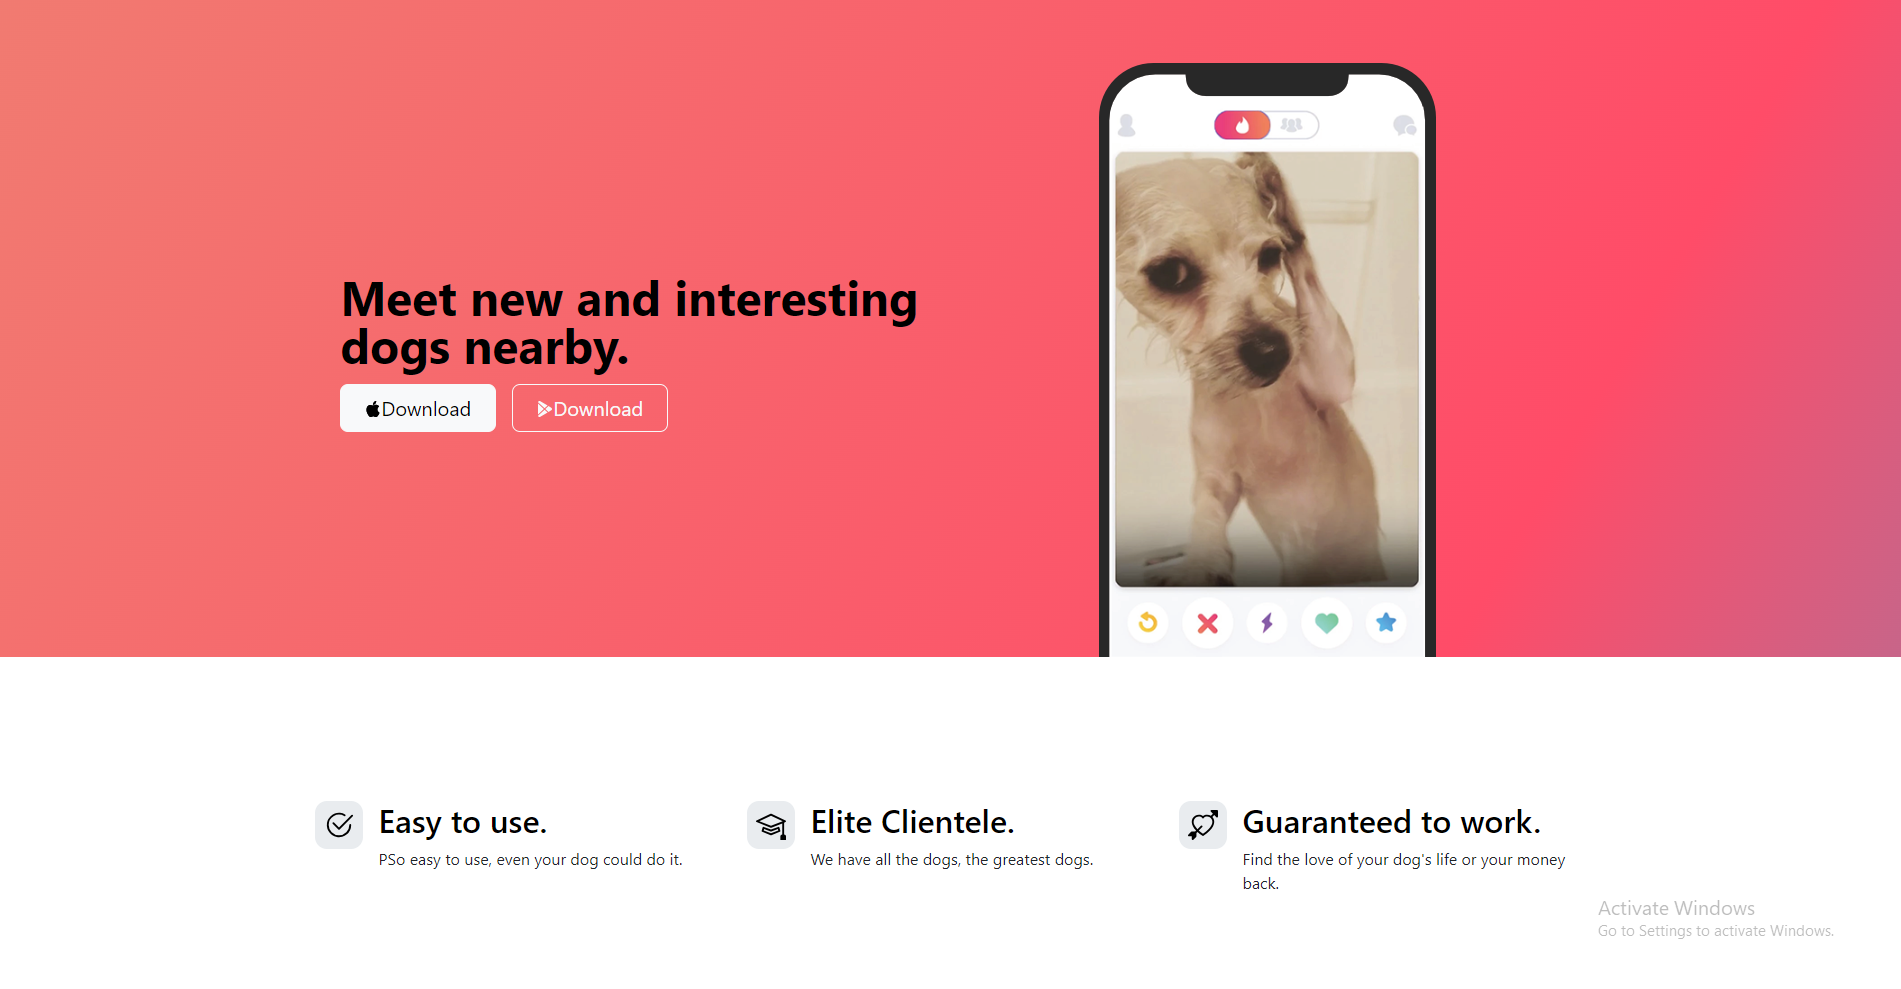 Meet new and interesting
dogs nearby.
Download
Download
Easy to use.
PSo easy to use, even your dog could do it.
Elite Clientele.
We have all the dogs, the greatest dogs.
Guaranteed to work.
Find the love of your dog's life or your money
back.
Activate Windows
Go to Settings to activate Windows.